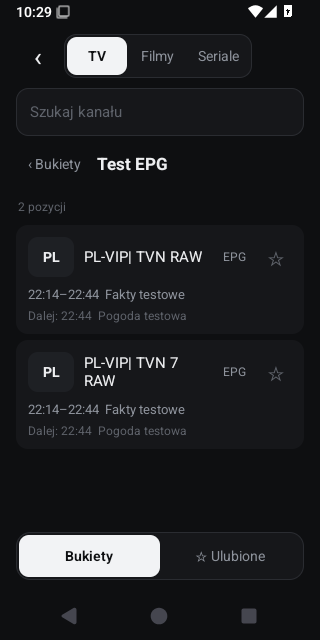 10:29
‹ TV Filmy Seriale
Szukaj kanału
‹ Bukiety Test EPG
2 pozycji
PL PL-VIP| TVN RAW EPG ☆
22:14–22:44 Fakty testowe
Dalej: 22:44 Pogoda testowa
PL PL-VIP| TVN 7 RAW EPG ☆
22:14–22:44 Fakty testowe
Dalej: 22:44 Pogoda testowa
Bukiety ☆ Ulubione